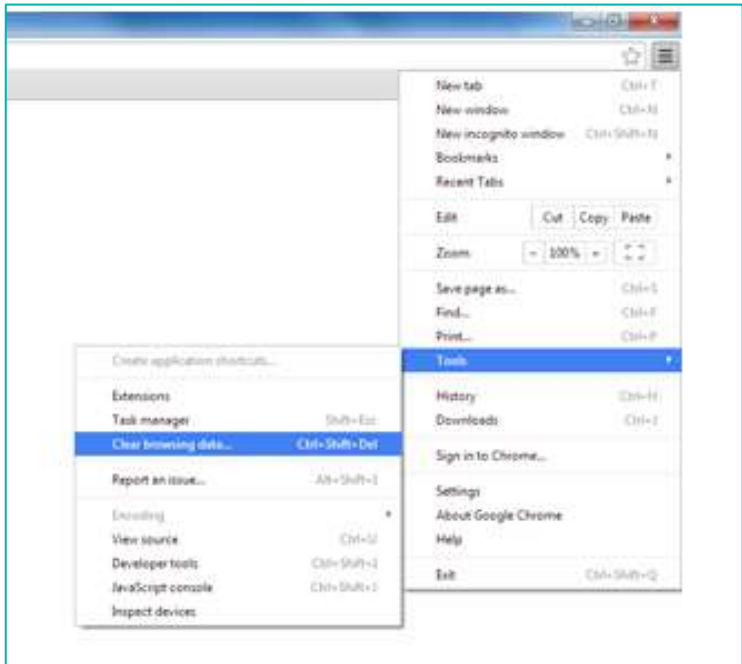 New tab Ctrl+T
New window Ctrl+N
New incognito window Ctrl+Shift+N
Bookmarks
Recent Tabs
Edit Cut Copy Paste
Zoom - 100% +
Save page as... Ctrl+S
Find... Ctrl+F
Print... Ctrl+P
Tools
History Ctrl+H
Downloads Ctrl+J
Sign in to Chrome...
Settings
About Google Chrome
Help
Exit Ctrl+Shift+Q
Create application shortcuts...
Extensions
Task manager Shift+Esc
Clear browsing data... Ctrl+Shift+Del
Report an issue... Alt+Shift+I
Encoding
View source Ctrl+U
Developer tools Ctrl+Shift+I
JavaScript console Ctrl+Shift+J
Inspect devices